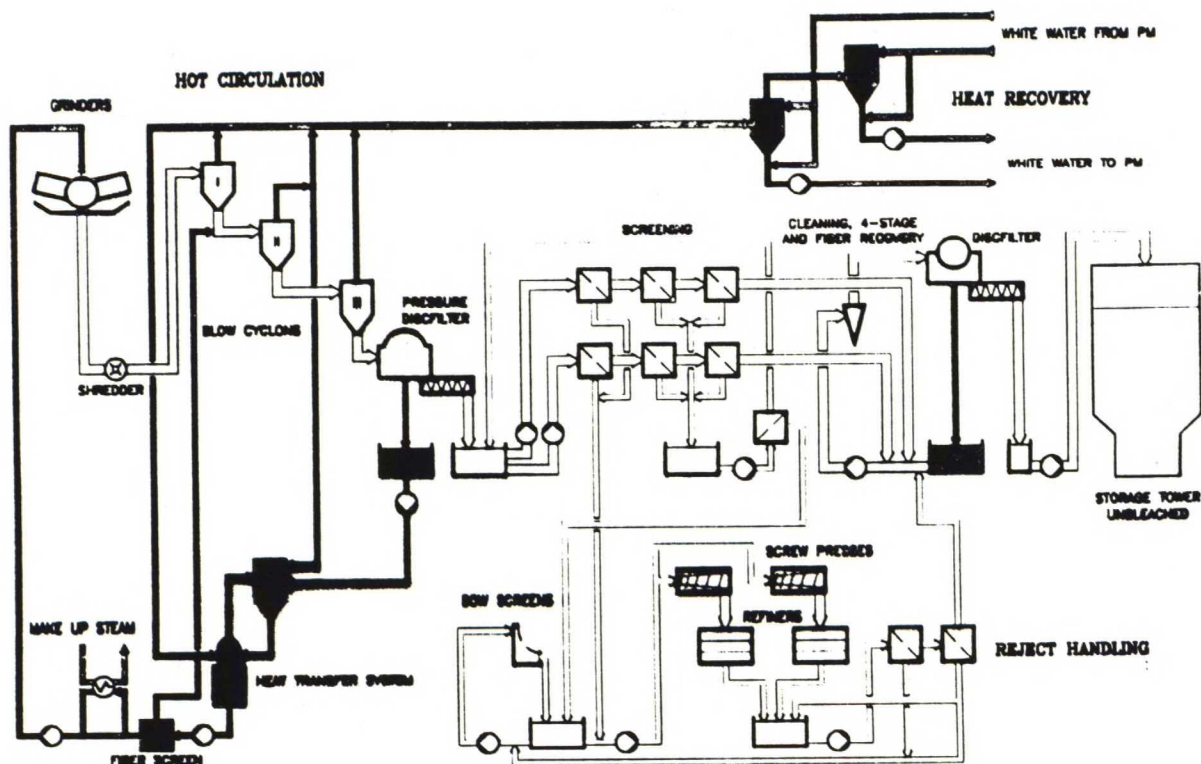 WHITE WATER FROM PM
HOT CIRCULATION
GRINDERS
HEAT RECOVERY
WHITE WATER TO PM
I
SCREENING
CLEANING, 4-STAGE
AND FIBER RECOVERY
DISCFILTER
II
III
PRESSURE
DISCFILTER
BLOW CYCLONS
SHREDDER
STORAGE TOWER
UNBLEACHED
SCREW PRESSES
BOW SCREENS
REFINERS
MAKE UP STEAM
REJECT HANDLING
HEAT TRANSFER SYSTEM
FIBER SCREEN